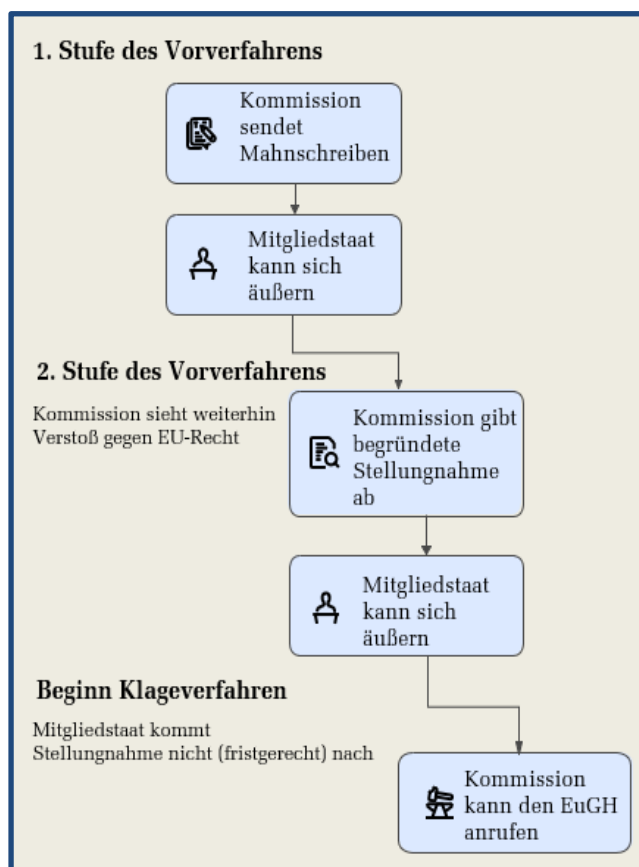 1. Stufe des Vorverfahrens
Kommission
sendet
Mahnschreiben
Mitgliedstaat
kann sich
äußern
2. Stufe des Vorverfahrens
Kommission sieht weiterhin
Verstoß gegen EU-Recht
Kommission gibt
begründete
Stellungnahme
ab
Mitgliedstaat
kann sich
äußern
Beginn Klageverfahren
Mitgliedstaat kommt
Stellungnahme nicht (fristgerecht) nach
Kommission
kann den EuGH
anrufen